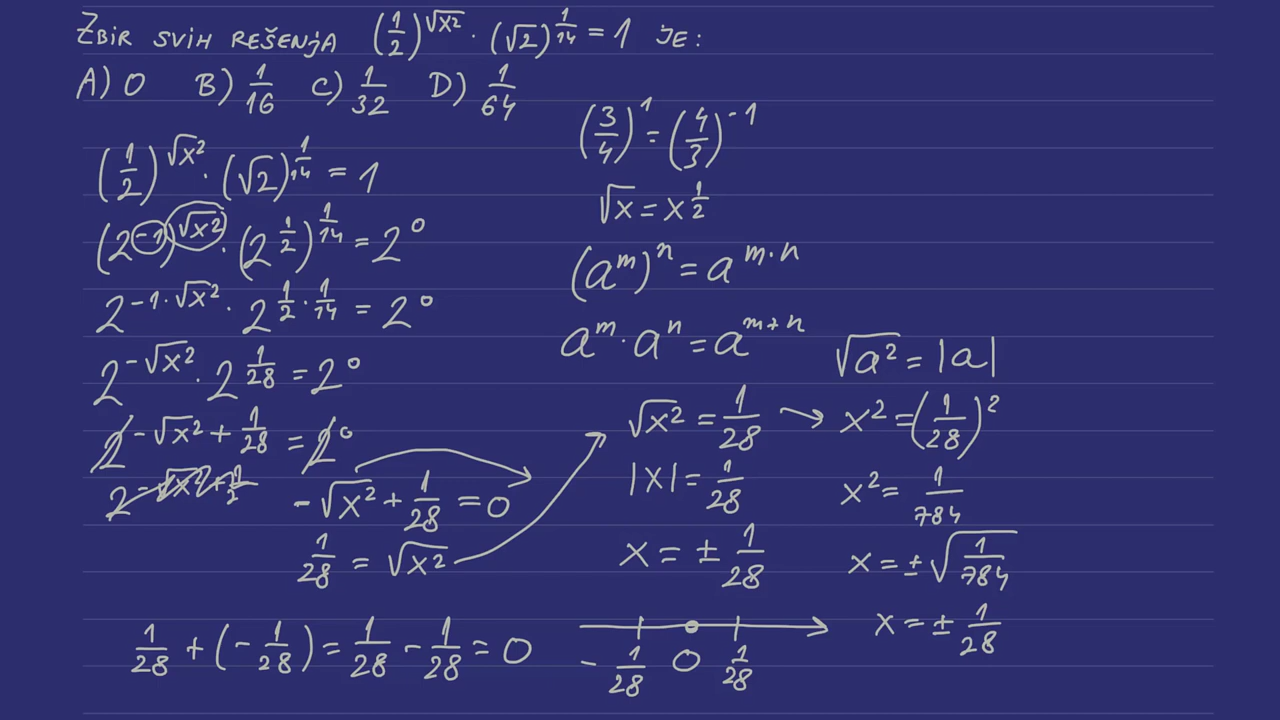 Zbir svih rešenja (1/2)^√x² · (√2)^1/14 = 1 je:
A) 0 B) 1/16 C) 1/32 D) 1/64
(1/2)^√x² · (√2)^1/14 = 1
(2^-1)^√x² · (2^1/2)^1/14 = 2^0
2^-1·√x² · 2^1/2·1/14 = 2^0
2^-√x² · 2^1/28 = 2^0
2^-√x²+1/28 = 2^0
-√x² + 1/28 = 0
1/28 = √x²
(3/4)^1 = (4/3)^-1
√x = x^1/2
(a^m)^n = a^m·n
a^m · a^n = a^m+n
√a² = |a|
√x² = 1/28 → x² = (1/28)²
|x| = 1/28
x² = 1/784
x = ± 1/28
x = ±√1/784
x = ± 1/28
1/28 + (-1/28) = 1/28 - 1/28 = 0
-1/28 0 1/28